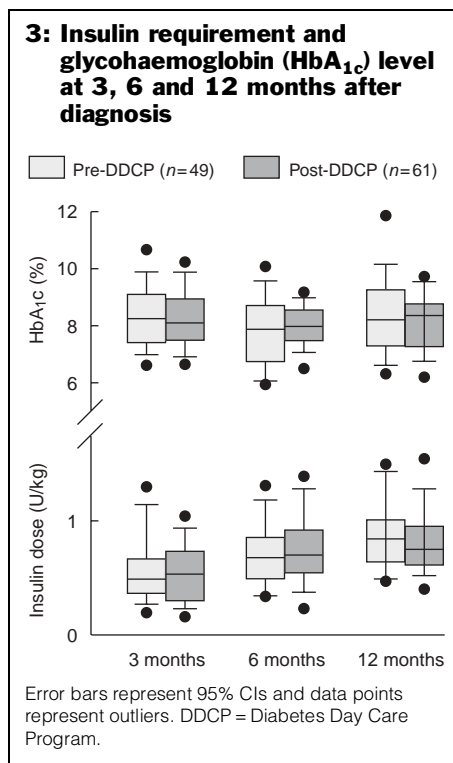 3: Insulin requirement and
glycohaemoglobin (HbA1c) level
at 3, 6 and 12 months after
diagnosis
Pre-DDCP (n=49) Post-DDCP (n=61)
12
10
8
6
HbA1c (%)
1
0
Insulin dose (U/kg)
3 months 6 months 12 months
Error bars represent 95% CIs and data points
represent outliers. DDCP = Diabetes Day Care
Program.